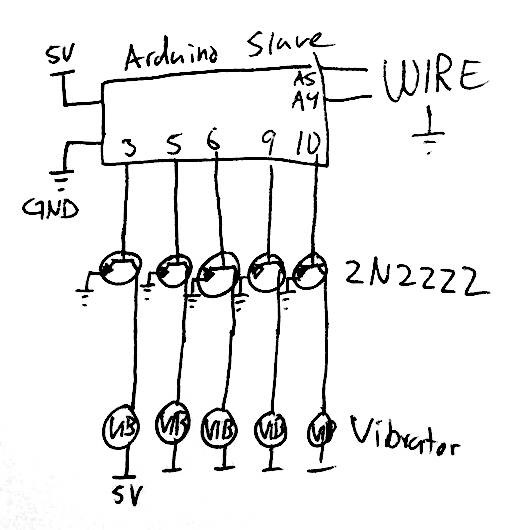 5V Arduino Slave
A5 WIRE
A4
3 5 6 9 10
GND
2N2222
VIB VIB VIB VIB VIB Vibrator
5V